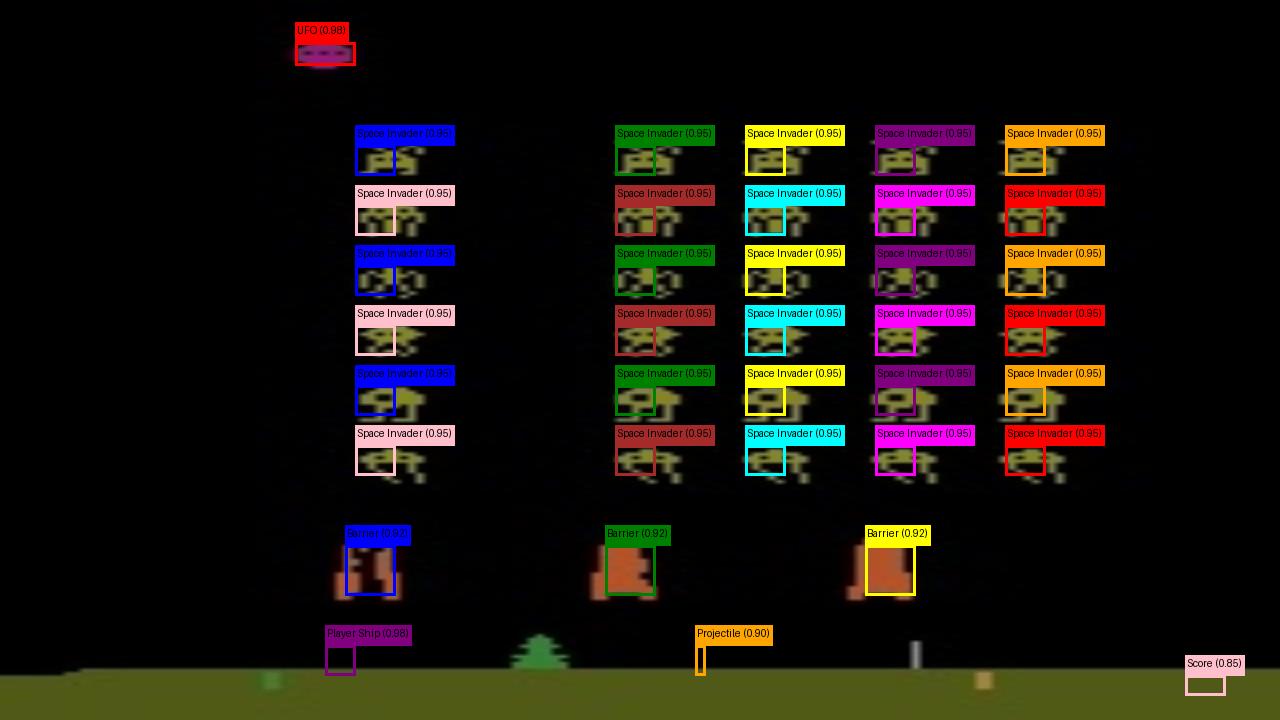 UFO (0.98)
Space Invader (0.95) Space Invader (0.95) Space Invader (0.95) Space Invader (0.95) Space Invader (0.95)
Space Invader (0.95) Space Invader (0.95) Space Invader (0.95) Space Invader (0.95) Space Invader (0.95)
Space Invader (0.95) Space Invader (0.95) Space Invader (0.95) Space Invader (0.95) Space Invader (0.95)
Space Invader (0.95) Space Invader (0.95) Space Invader (0.95) Space Invader (0.95) Space Invader (0.95)
Space Invader (0.95) Space Invader (0.95) Space Invader (0.95) Space Invader (0.95) Space Invader (0.95)
Space Invader (0.95) Space Invader (0.95) Space Invader (0.95) Space Invader (0.95) Space Invader (0.95)
Barrier (0.92) Barrier (0.92) Barrier (0.92)
Player Ship (0.98) Projectile (0.90)
Score (0.85)